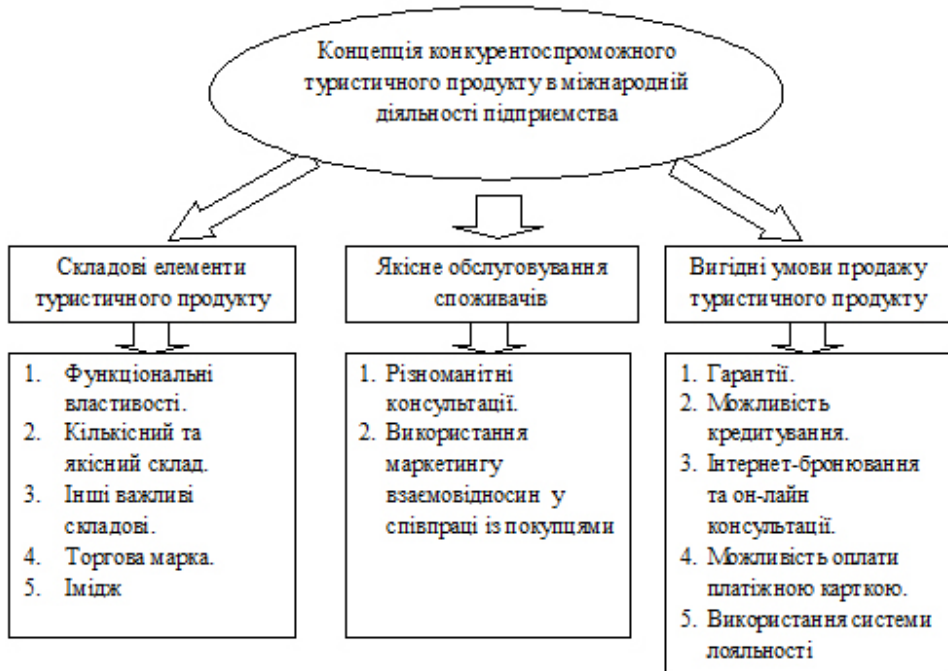 Концепція конкурентоспроможного
туристичного продукту в міжнародній
діяльності підприємства
Складові елементи
туристичного продукту
Якісне обслуговування
споживачів
Вигідні умови продажу
туристичного продукту
1. Функціональні
властивості.
2. Кількісний та
якісний склад.
3. Інші важливі
складові.
4. Торгова марка.
5. Імідж
1. Різноманітні
консультації.
2. Використання
маркетингу
взаємовідносин у
співпраці із покупцями
1. Гарантії.
2. Можливість
кредитування.
3. Інтернет-бронювання
та он-лайн
консультації.
4. Можливість оплати
платіжною карткою.
5. Використання системи
лояльності